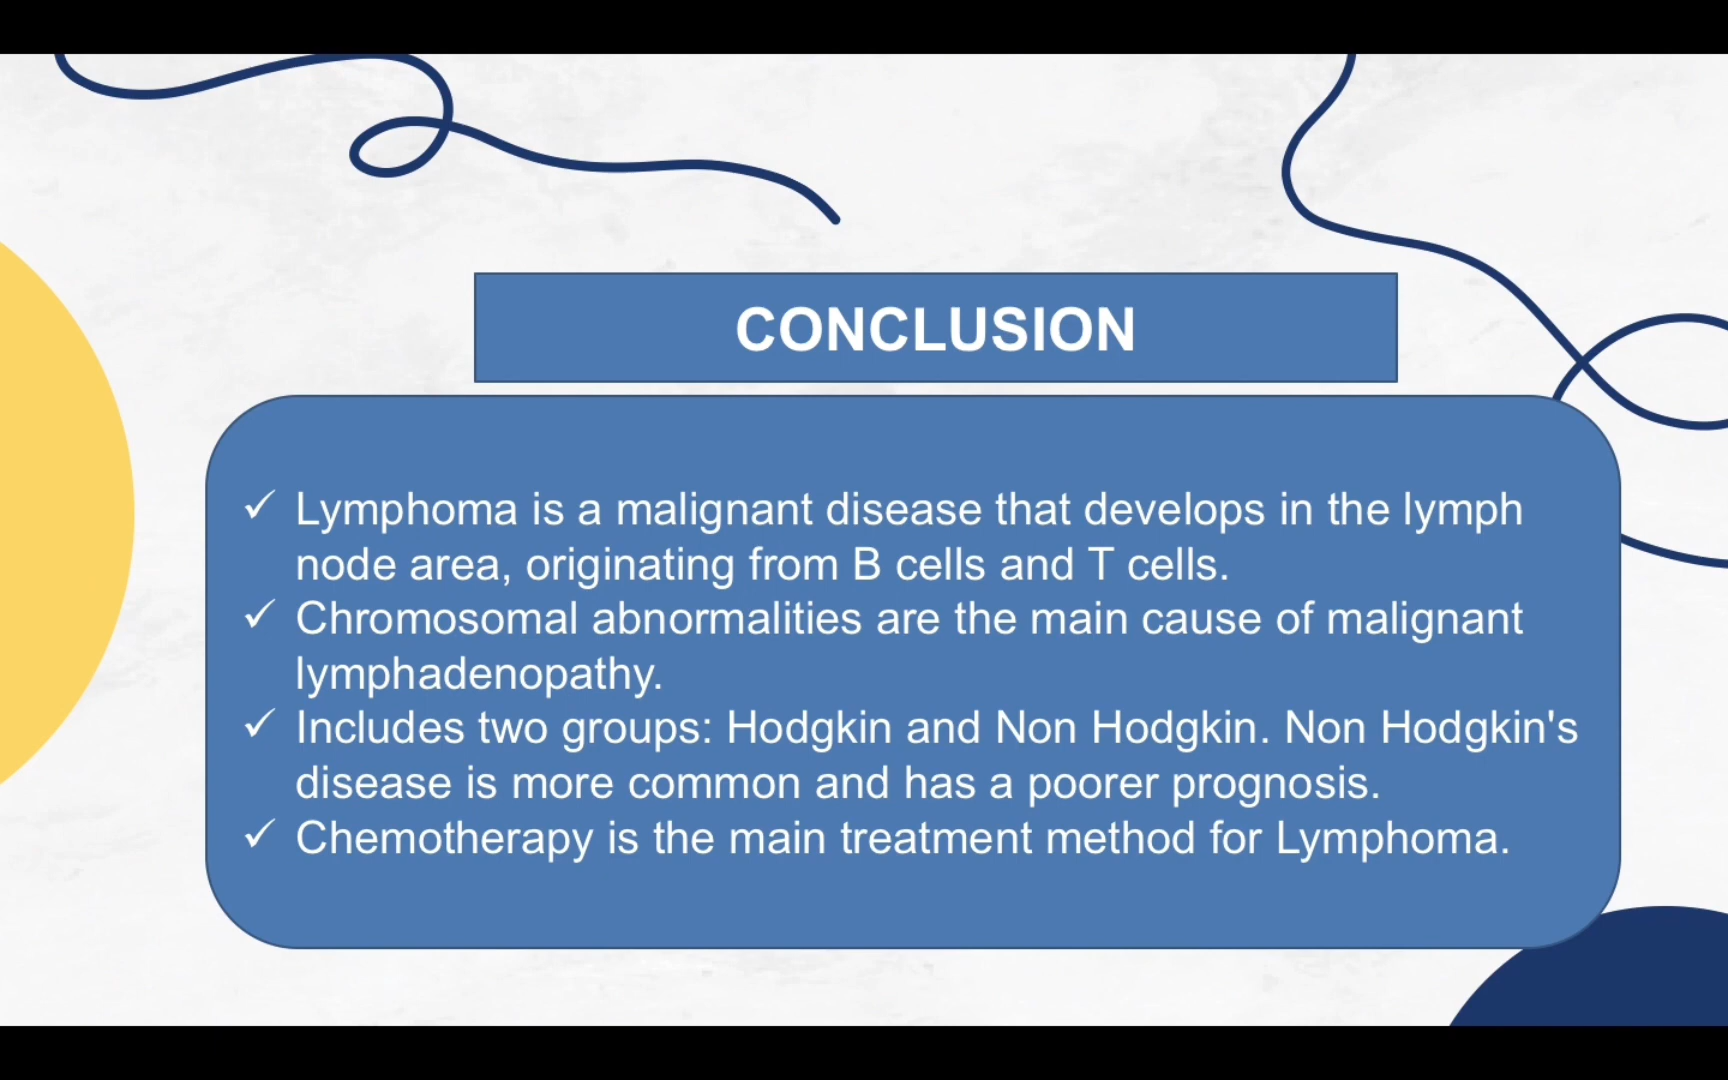 CONCLUSION
✓ Lymphoma is a malignant disease that develops in the lymph
node area, originating from B cells and T cells.
✓ Chromosomal abnormalities are the main cause of malignant
lymphadenopathy.
✓ Includes two groups: Hodgkin and Non Hodgkin. Non Hodgkin's
disease is more common and has a poorer prognosis.
✓ Chemotherapy is the main treatment method for Lymphoma.